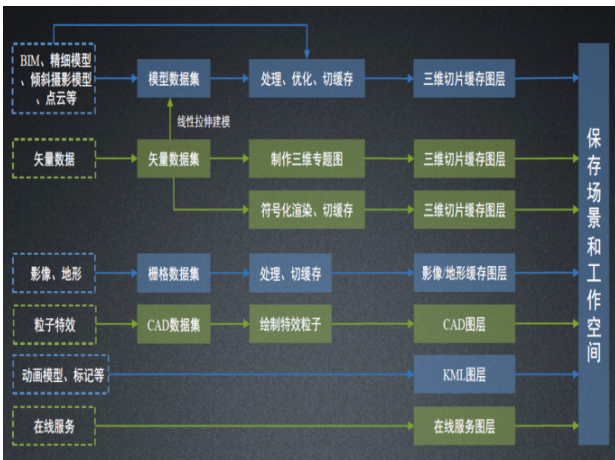 BIM、精细模型
、倾斜摄影模型
、点云等
模型数据集
处理、优化、切缓存
三维切片缓存图层
线性拉伸建模
矢量数据
矢量数据集
制作三维专题图
三维切片缓存图层
符号化渲染、切缓存
三维切片缓存图层
影像、地形
栅格数据集
处理、切缓存
影像/地形缓存图层
粒子特效
CAD数据集
绘制特效粒子
CAD图层
动画模型、标记等
KML图层
在线服务
在线服务图层
保存场景和工作空间